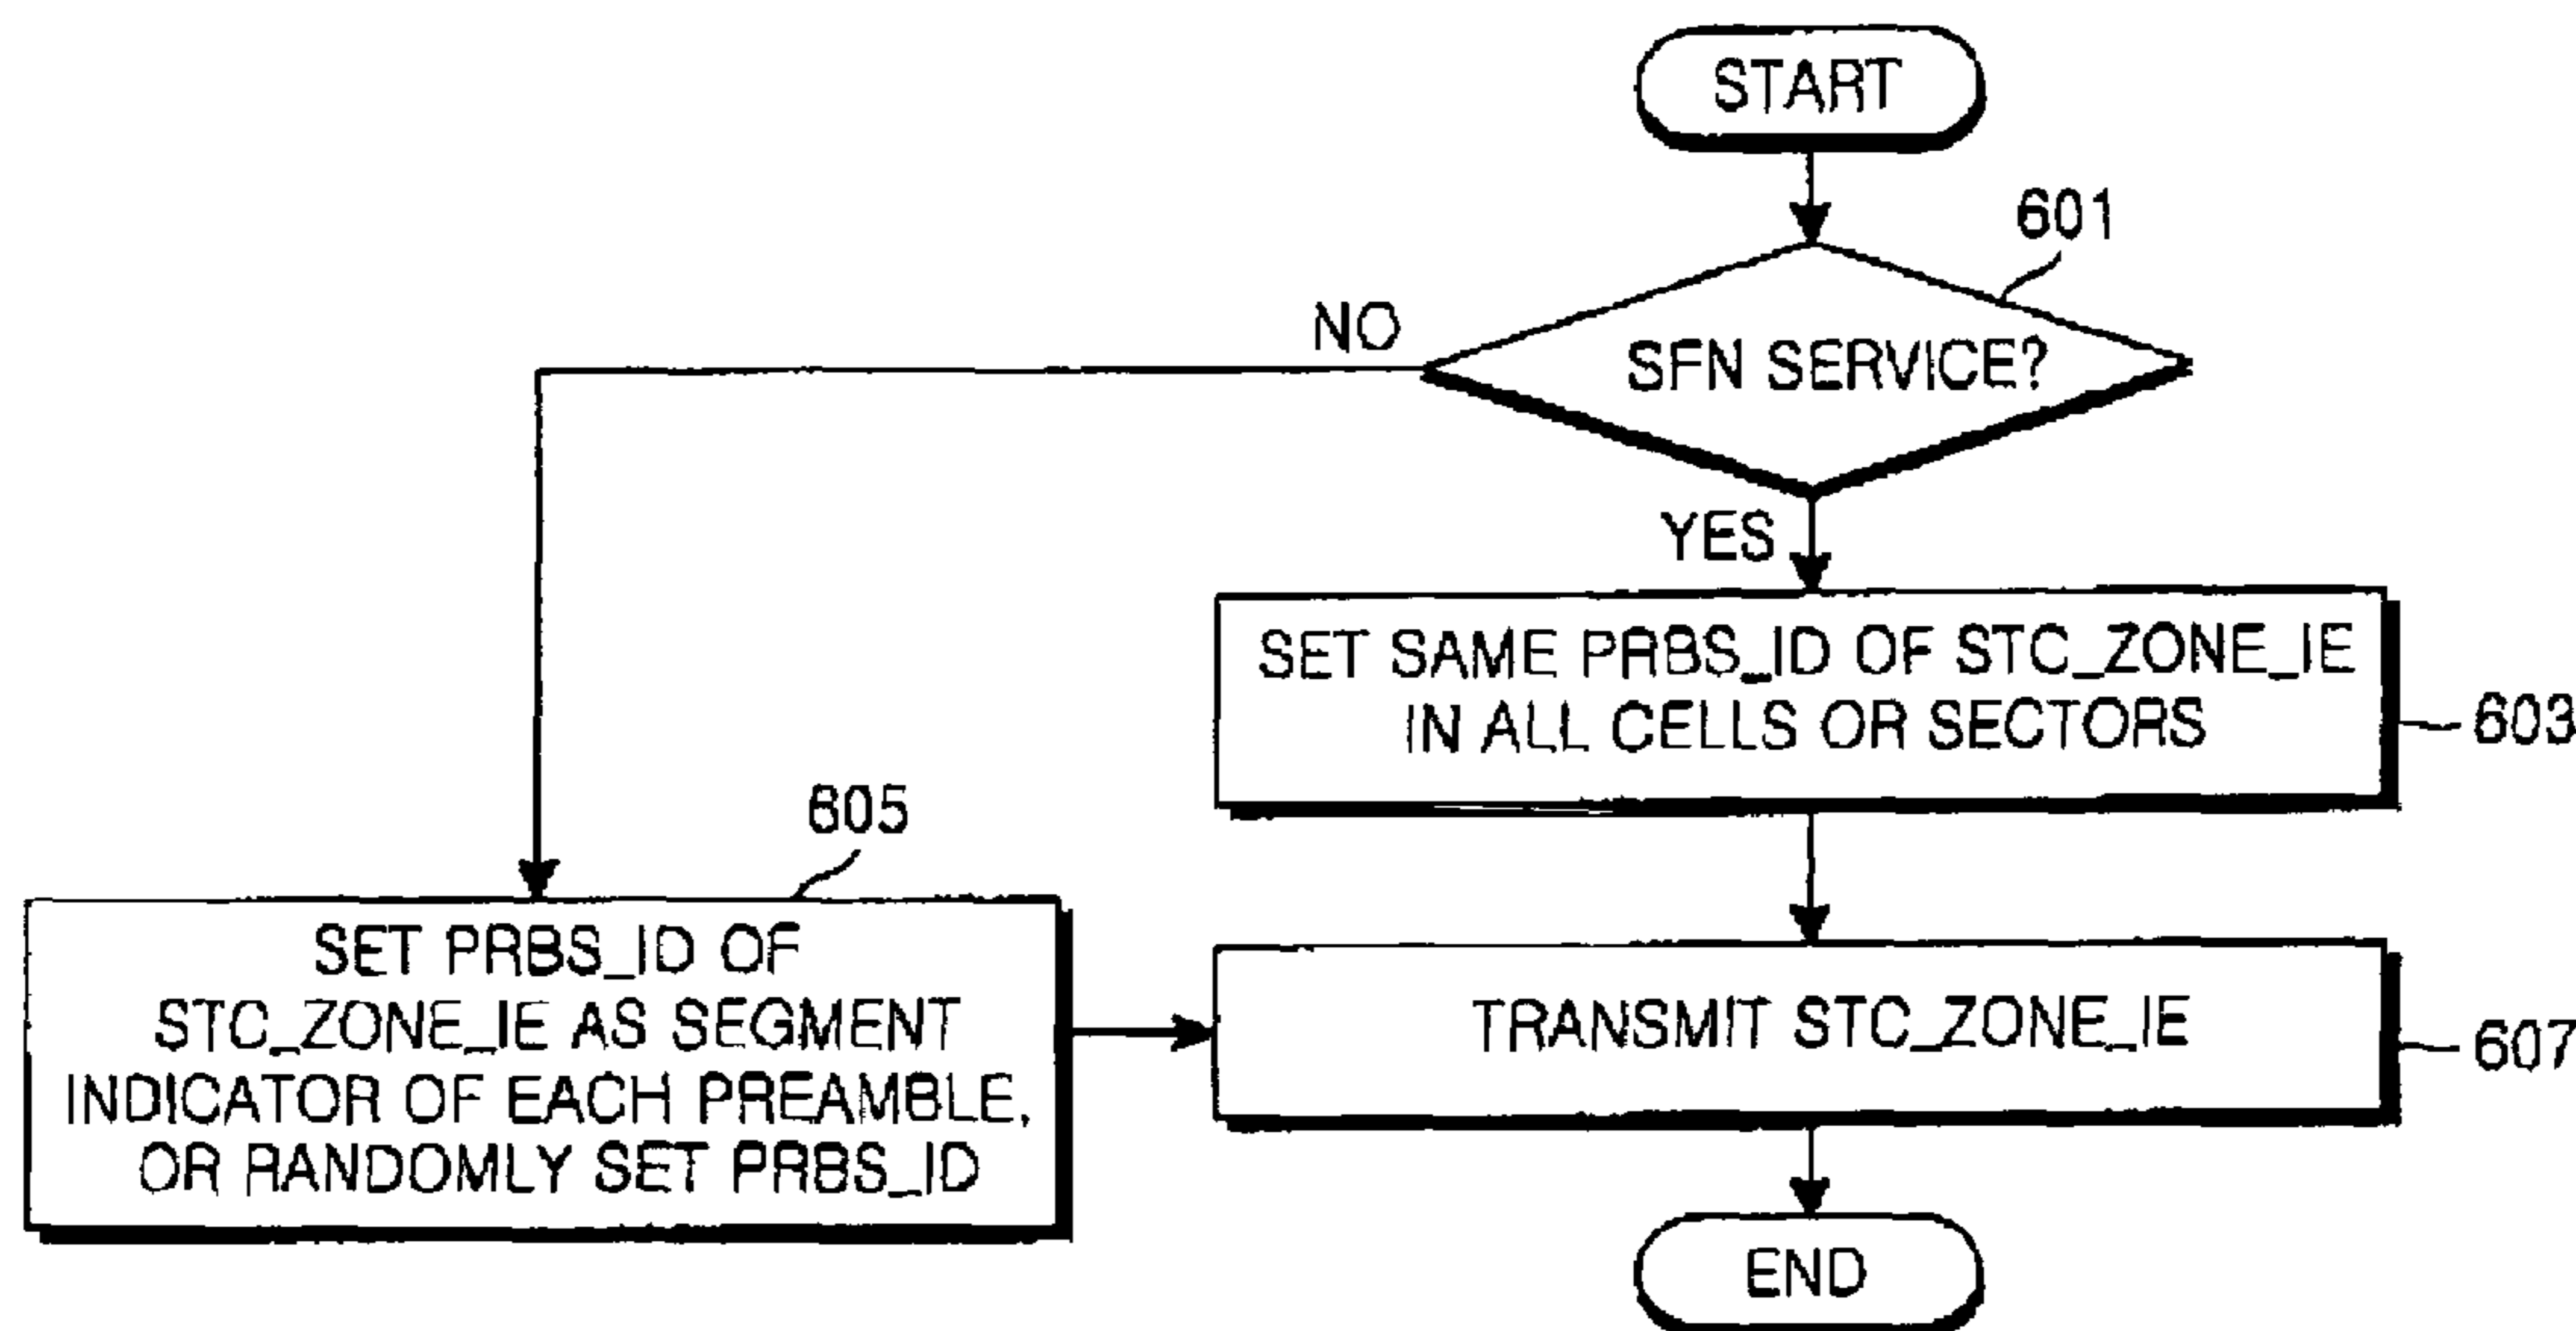 START
601
SFN SERVICE?
NO
YES
SET SAME PRBS_ID OF STC_ZONE_IE
IN ALL CELLS OR SECTORS
603
605
SET PRBS_ID OF
STC_ZONE_IE AS SEGMENT
INDICATOR OF EACH PREAMBLE,
OR RANDOMLY SET PRBS_ID
TRANSMIT STC_ZONE_IE
607
END